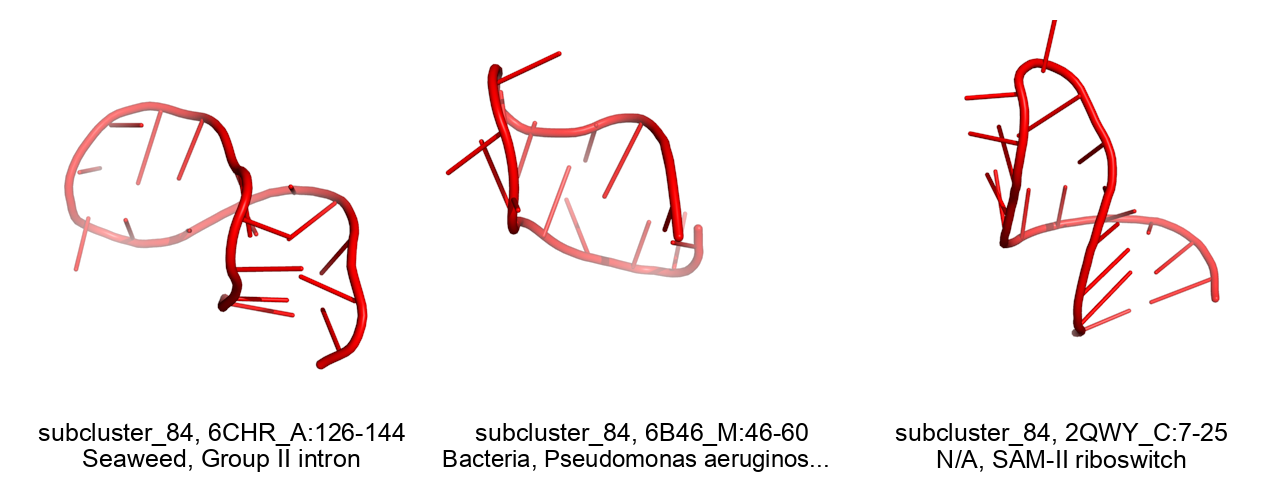 subcluster_84, 6CHR_A:126-144
Seaweed, Group II intron
subcluster_84, 6B46_M:46-60
Bacteria, Pseudomonas aeruginos...
subcluster_84, 2QWY_C:7-25
N/A, SAM-II riboswitch